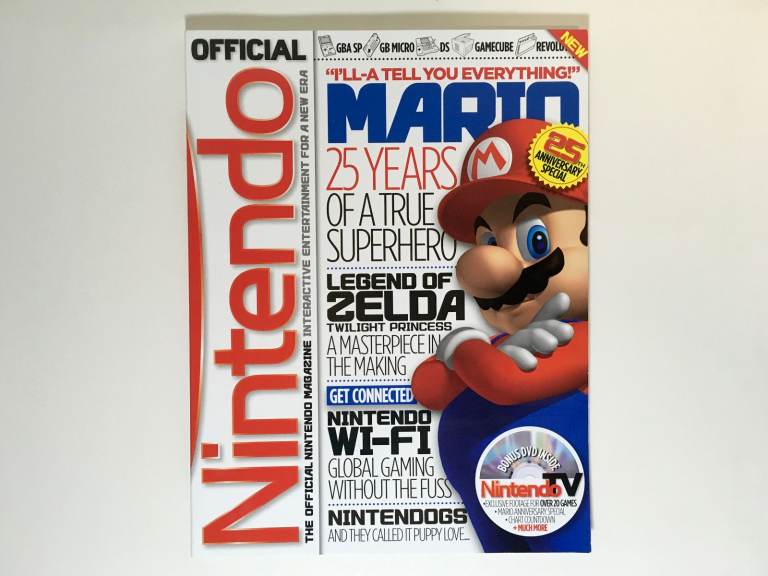 OFFICIAL
Nintendo
THE OFFICIAL NINTENDO MAGAZINE INTERACTIVE ENTERTAINMENT FOR A NEW ERA
GBA SP
GB MICRO
DS
GAMECUBE
NEW
"I'LL-A TELL YOU EVERYTHING!"
MARIO
25TH
ANNIVERSARY
SPECIAL
M
25 YEARS
OF A TRUE
SUPERHERO
LEGEND OF
ZELDA
TWILIGHT PRINCESS
A MASTERPIECE IN
THE MAKING
GET CONNECTED
NINTENDO
WI-FI
GLOBAL GAMING
WITHOUT THE FUSS
NINTENDOGS
AND THEY CALLED IT PUPPY LOVE...
BONUS DVD INSIDE
Nintendo TV
•EXCLUSIVE FOOTAGE FOR OVER 20 GAMES
• MARIO ANNIVERSARY SPECIAL
• CHART COUNTDOWN
+ MUCH MORE